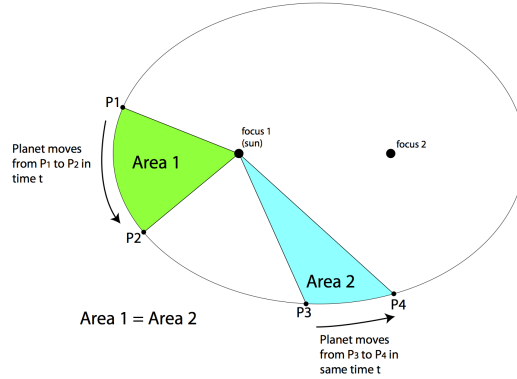 P1
focus 1
(sun)
focus 2
Planet moves
from P1 to P2 in
time t
Area 1
P2
Area 2
P3
P4
Area 1 = Area 2
Planet moves
from P3 to P4 in
same time t